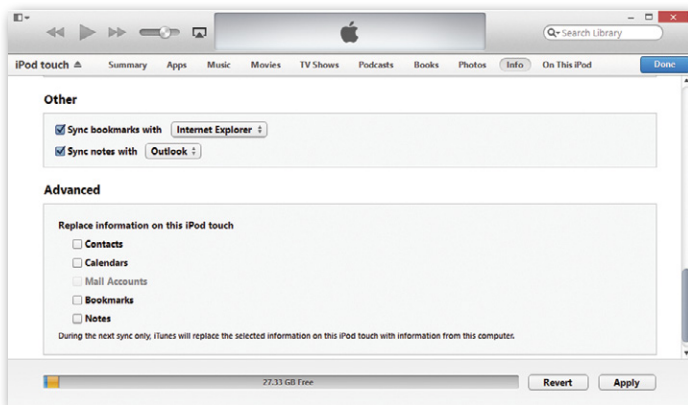 Search Library
iPod touch Summary Apps Music Movies TV Shows Podcasts Books Photos Info On This iPod Done
Other
Sync bookmarks with Internet Explorer
Sync notes with Outlook
Advanced
Replace information on this iPod touch
Contacts
Calendars
Mail Accounts
Bookmarks
Notes
During the next sync only, iTunes will replace the selected information on this iPod touch with information from this computer.
27.33 GB Free Revert Apply